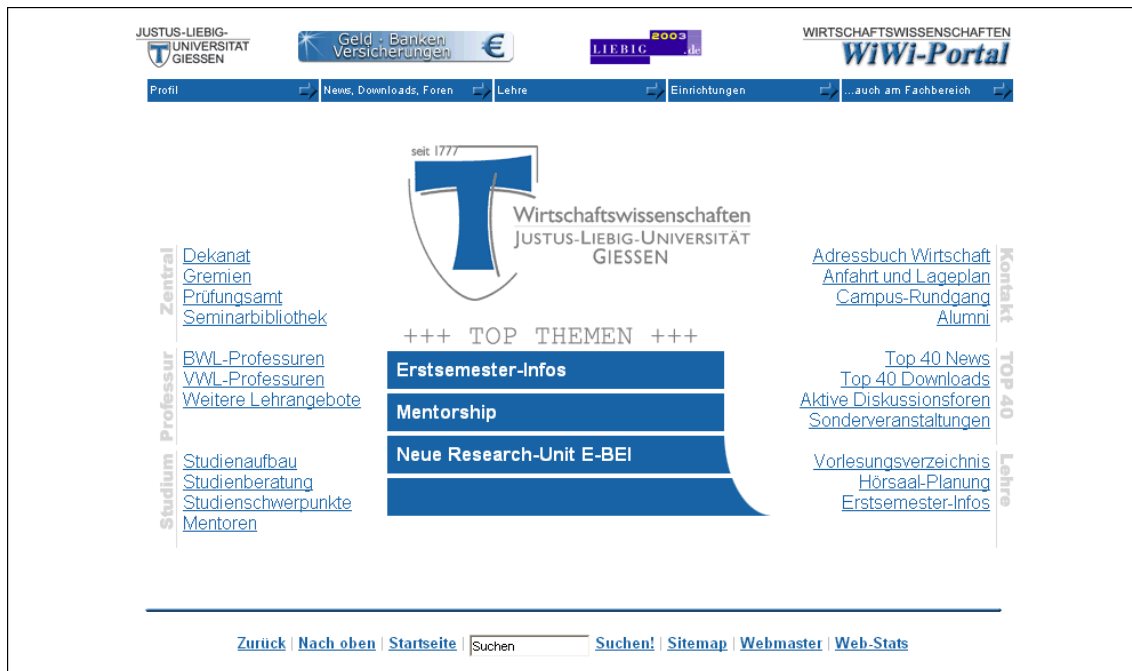 JUSTUS-LIEBIG-
UNIVERSITÄT
GIESSEN
Geld · Banken
Versicherungen
€
LIEBIG 2003 .de
WIRTSCHAFTSWISSENSCHAFTEN
WiWi-Portal
Profil
News, Downloads, Foren
Lehre
Einrichtungen
...auch am Fachbereich
seit 1777
T
Wirtschaftswissenschaften
JUSTUS-LIEBIG-UNIVERSITÄT
GIESSEN
Zentral
Dekanat
Gremien
Prüfungsamt
Seminarbibliothek
Professur
BWL-Professuren
VWL-Professuren
Weitere Lehrangebote
Studium
Studienaufbau
Studienberatung
Studienschwerpunkte
Mentoren
+++ TOP THEMEN +++
Erstsemester-Infos
Mentorship
Neue Research-Unit E-BEI
Kontakt
Adressbuch Wirtschaft
Anfahrt und Lageplan
Campus-Rundgang
Alumni
TOP 40
Top 40 News
Top 40 Downloads
Aktive Diskussionsforen
Sonderveranstaltungen
Lehre
Vorlesungsverzeichnis
Hörsaal-Planung
Erstsemester-Infos
Zurück | Nach oben | Startseite | Suchen Suchen! | Sitemap | Webmaster | Web-Stats